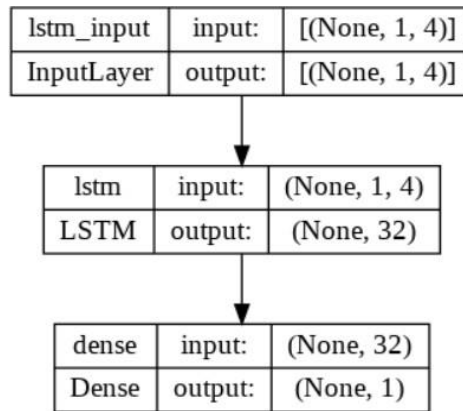 lstm_input input: [(None, 1, 4)]
InputLayer output: [(None, 1, 4)]
lstm input: (None, 1, 4)
LSTM output: (None, 32)
dense input: (None, 32)
Dense output: (None, 1)